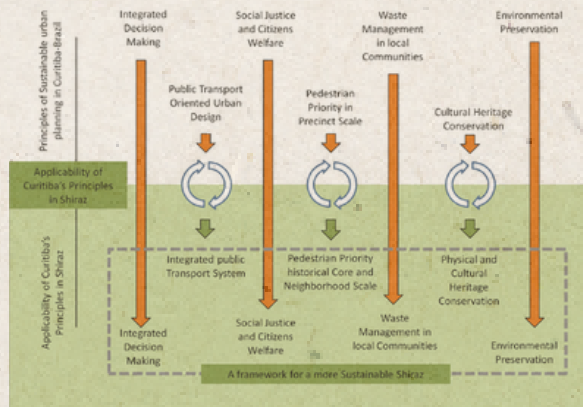 Integrated
Decision
Making
Social Justice
and Citizens
Welfare
Waste
Management
in local
Communities
Environmental
Preservation
Principles of Sustainable urban
planning in Curitiba-Brazil
Public Transport
Oriented Urban
Design
Pedestrian
Priority in
Precinct Scale
Cultural Heritage
Conservation
Applicability of
Curitiba's Principles
in Shiraz
Applicability of Curitiba's
Principles in Shiraz
Integrated public
Transport System
Pedestrian Priority
historical Core and
Neighborhood Scale
Physical and
Cultural
Heritage
Conservation
Integrated
Decision
Making
Social Justice
and Citizens
Welfare
Waste
Management in
local Communities
Environmental
Preservation
A framework for a more Sustainable Shiraz